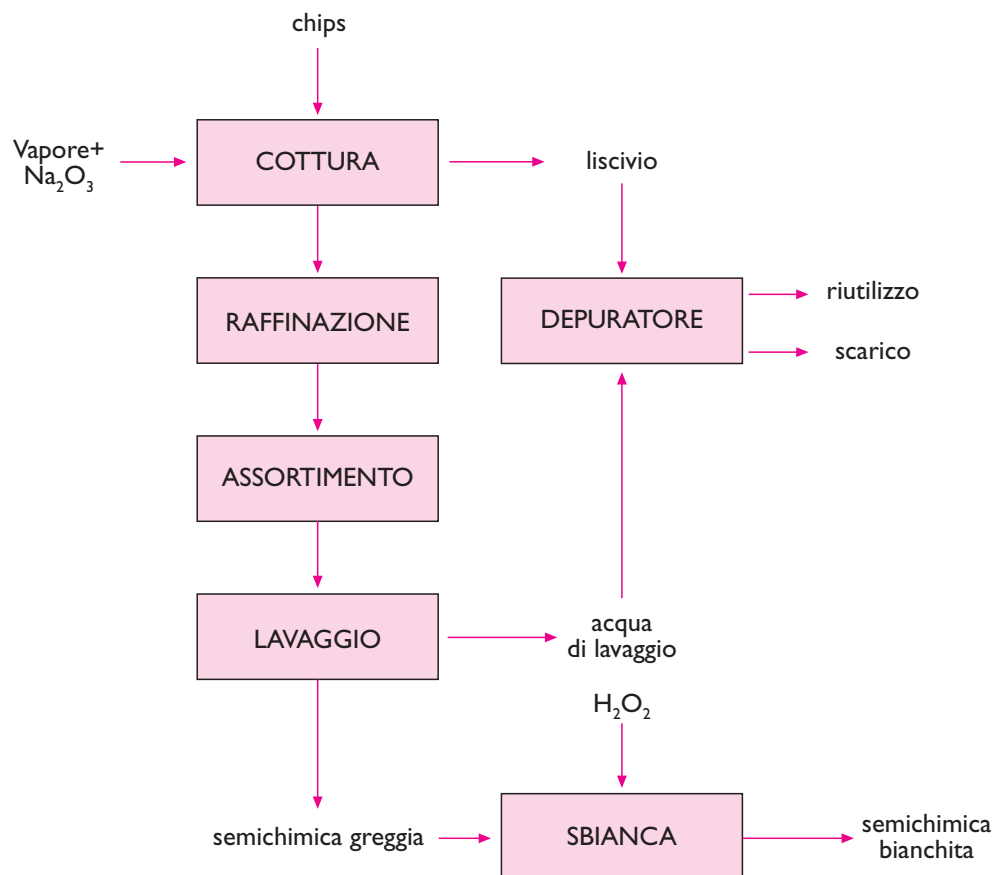 chips
Vapore+
Na₂O₃
COTTURA
liscivio
RAFFINAZIONE
DEPURATORE
riutilizzo
scarico
ASSORTIMENTO
LAVAGGIO
acqua
di lavaggio
H₂O₂
semichimica greggia
SBIANCA
semichimica
bianchita